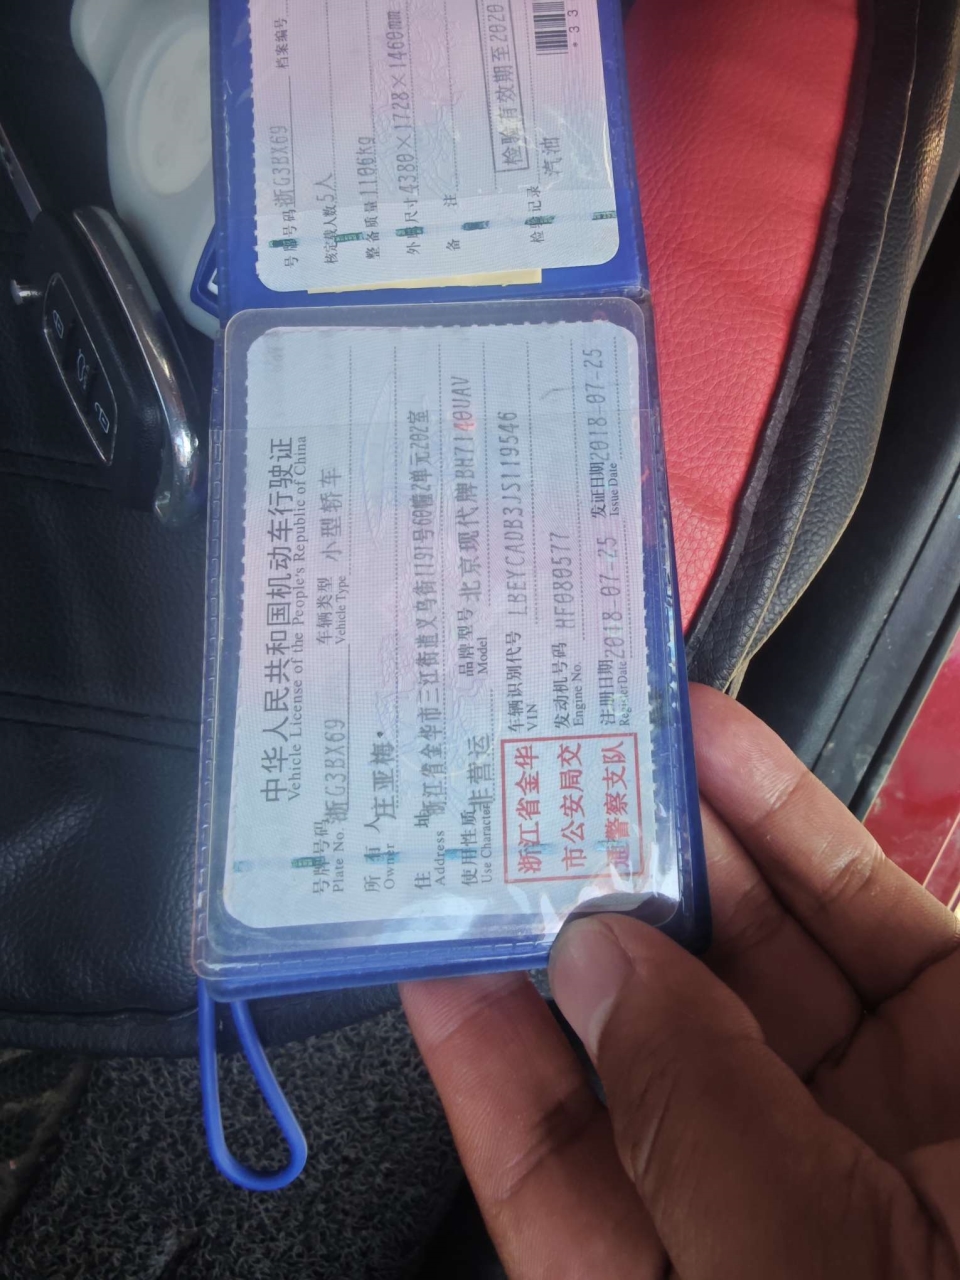 中华人民共和国机动车行驶证
Vehicle License of the People's Republic of China
号牌号码 浙G3BX69 车辆类型 小型轿车
Plate No. Vehicle Type
所有人 庄亚梅
Owner
住址 浙江省金华市三江街道义乌街1191号60幢2单元202室
Address
使用性质 非营运 品牌型号 北京现代牌BH7140UAV
Use Character Model
车辆识别代号 LBEYCADB3JS119546
VIN
发动机号码 HF080577
Engine No.
注册日期 2018-07-25 发证日期 2018-07-25
Register Date Issue Date
浙江省金华
市公安局交
通警察支队
号牌号码 浙G3BX69 档案编号
核定载人数 5人
整备质量 1106kg
外廓尺寸 4380×1728×1460mm
备注
检验有效期至2020
检验记录
汽油
*33